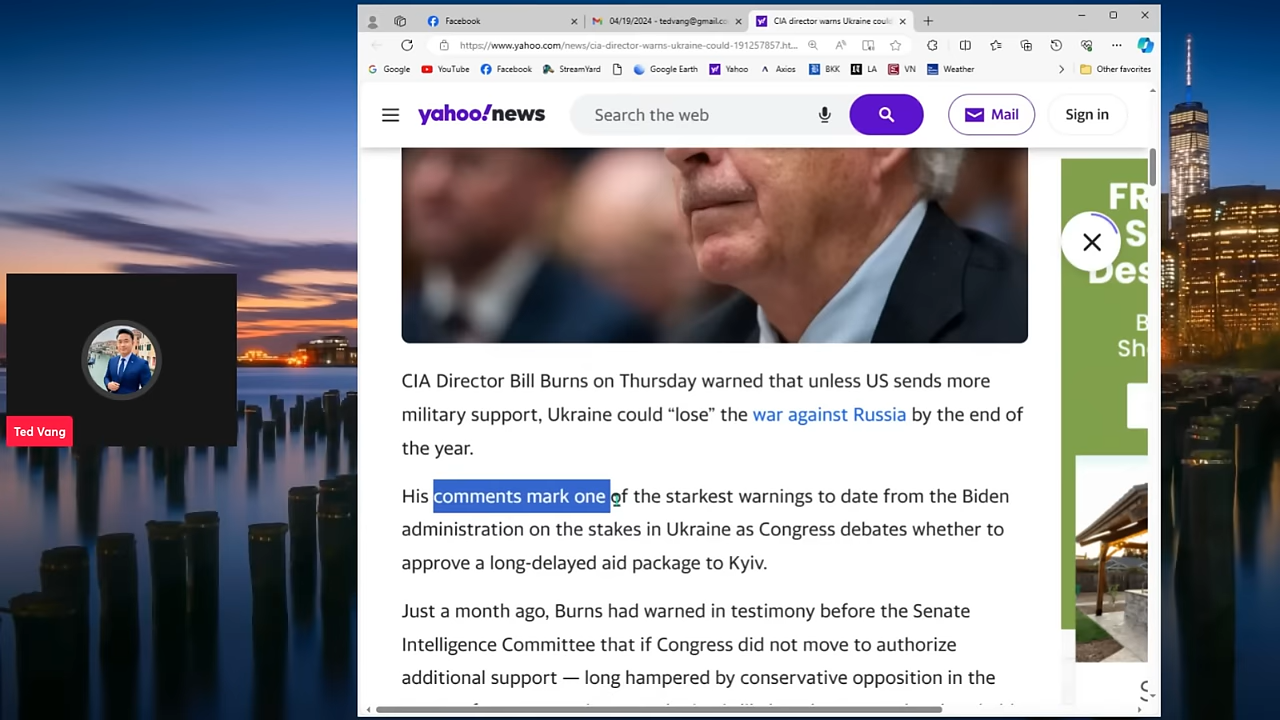 Facebook
04/19/2024 - tedvang@gmail.co
CIA director warns Ukraine could
https://www.yahoo.com/news/cia-director-warns-ukraine-could-191257857.ht...
Google YouTube Facebook StreamYard Google Earth Yahoo Axios BKK LA VN Weather Other favorites
yahoo!news
Search the web
Mail
Sign in
FR
S
Des
B
Sh
CIA Director Bill Burns on Thursday warned that unless US sends more
military support, Ukraine could “lose” the war against Russia by the end of
the year.
His comments mark one of the starkest warnings to date from the Biden
administration on the stakes in Ukraine as Congress debates whether to
approve a long-delayed aid package to Kyiv.
Just a month ago, Burns had warned in testimony before the Senate
Intelligence Committee that if Congress did not move to authorize
additional support — long hampered by conservative opposition in the
Ted Vang